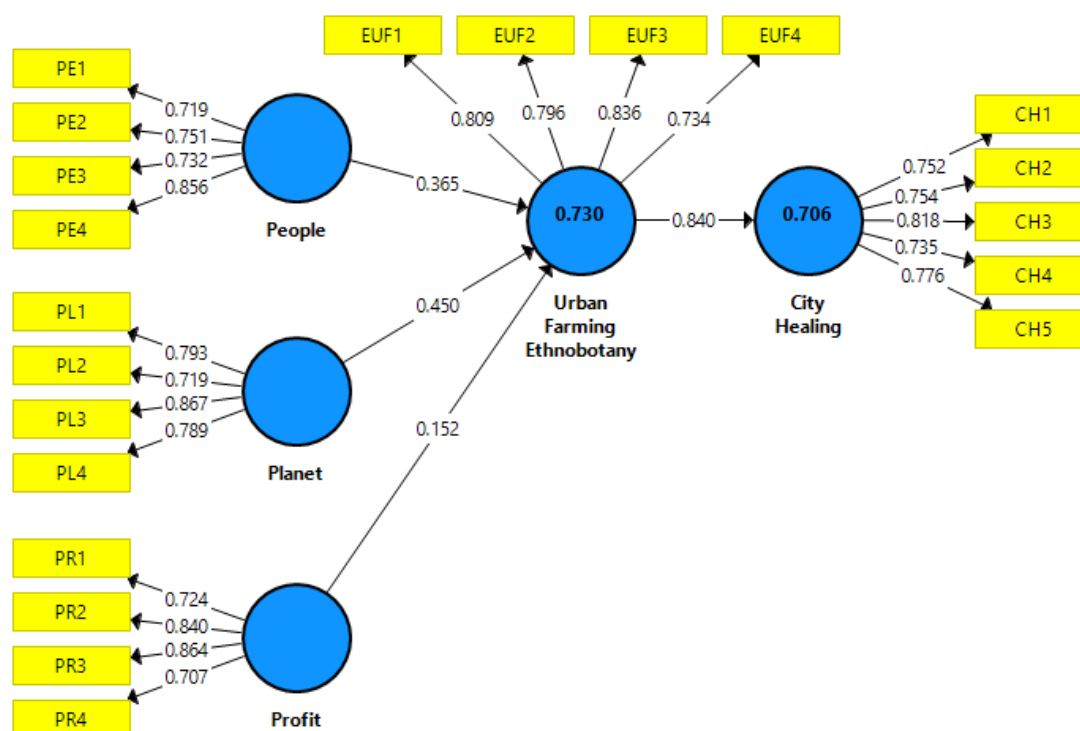 EUF1
EUF2
EUF3
EUF4
PE1
PE2
PE3
PE4
0.719
0.751
0.732
0.856
People
0.365
0.809
0.796
0.836
0.734
0.730
Urban
Farming
Ethnobotany
0.840
0.706
City
Healing
0.752
0.754
0.818
0.735
0.776
CH1
CH2
CH3
CH4
CH5
PL1
PL2
PL3
PL4
0.793
0.719
0.867
0.789
Planet
0.450
PR1
PR2
PR3
PR4
0.724
0.840
0.864
0.707
Profit
0.152